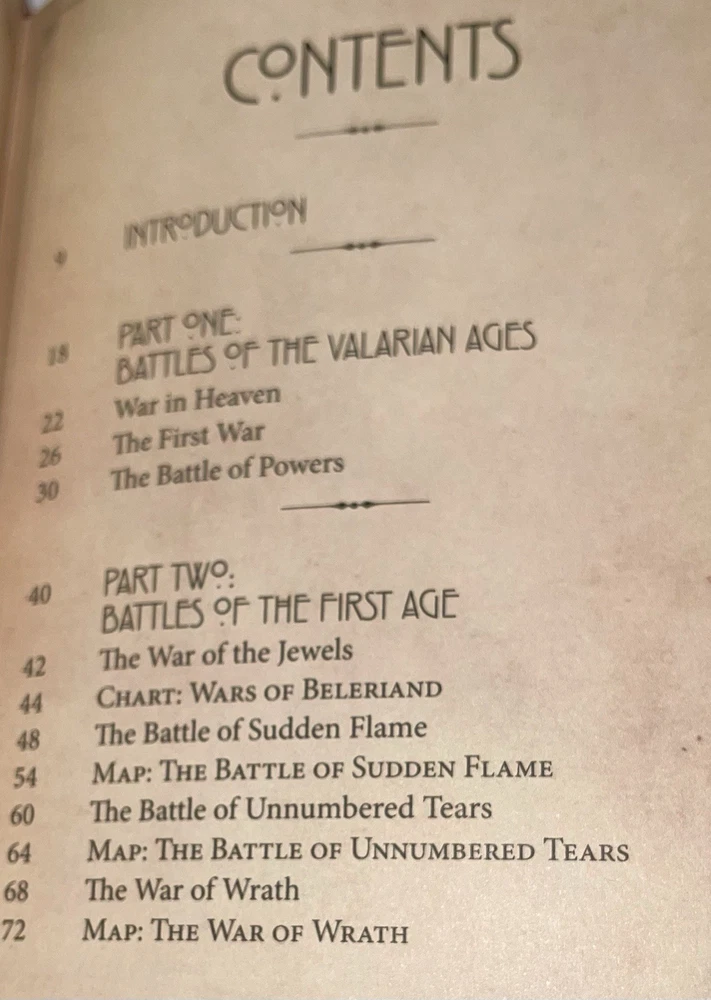 CONTENTS
INTRODUCTION
18 PART ONE:
BATTLES OF THE VALARIAN AGES
22 War in Heaven
26 The First War
30 The Battle of Powers
40 PART TWO:
BATTLES OF THE FIRST AGE
42 The War of the Jewels
44 CHART: WARS OF BELERIAND
48 The Battle of Sudden Flame
54 MAP: THE BATTLE OF SUDDEN FLAME
60 The Battle of Unnumbered Tears
64 MAP: THE BATTLE OF UNNUMBERED TEARS
68 The War of Wrath
72 MAP: THE WAR OF WRATH